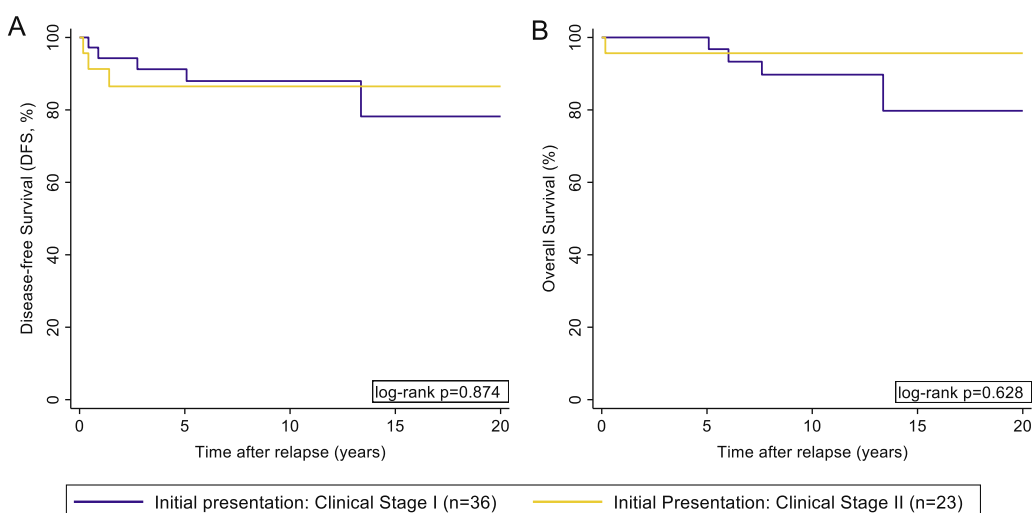 A
Disease-free Survival (DFS, %)
100
80
60
40
20
0
log-rank p=0.874
0 5 10 15 20
Time after relapse (years)
B
Overall Survival (%)
100
80
60
40
20
0
log-rank p=0.628
0 5 10 15 20
Time after relapse (years)
Initial presentation: Clinical Stage I (n=36)
Initial Presentation: Clinical Stage II (n=23)